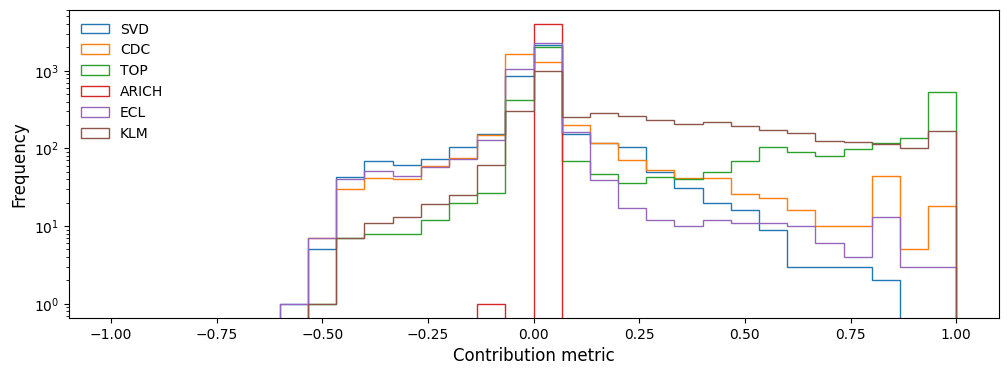 SVD
CDC
TOP
ARICH
ECL
KLM
Frequency
10³
10²
10¹
10⁰
−1.00 −0.75 −0.50 −0.25 0.00 0.25 0.50 0.75 1.00
Contribution metric